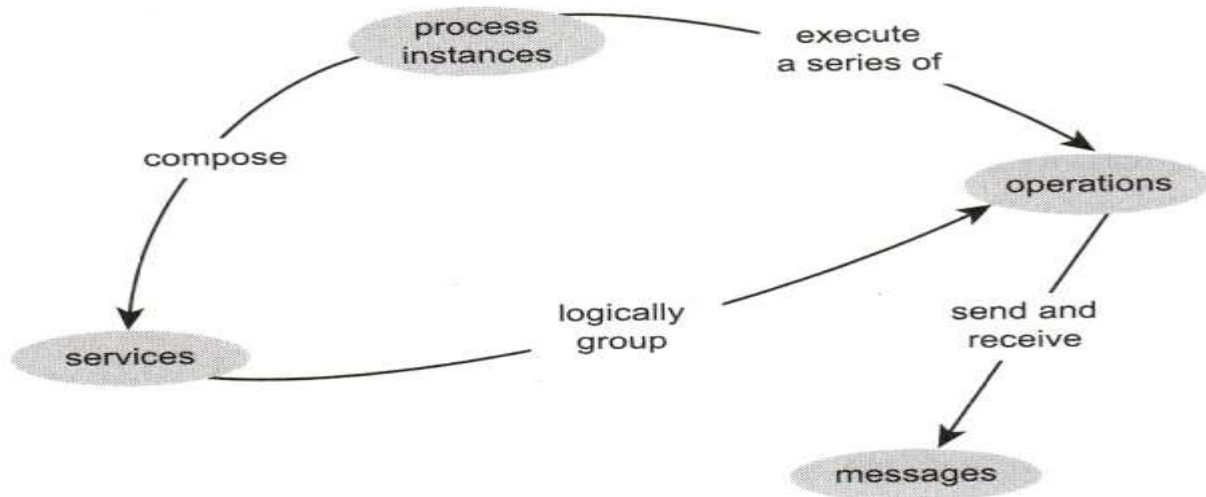 process
instances
execute
a series of
compose
operations
logically
group
send and
receive
services
messages